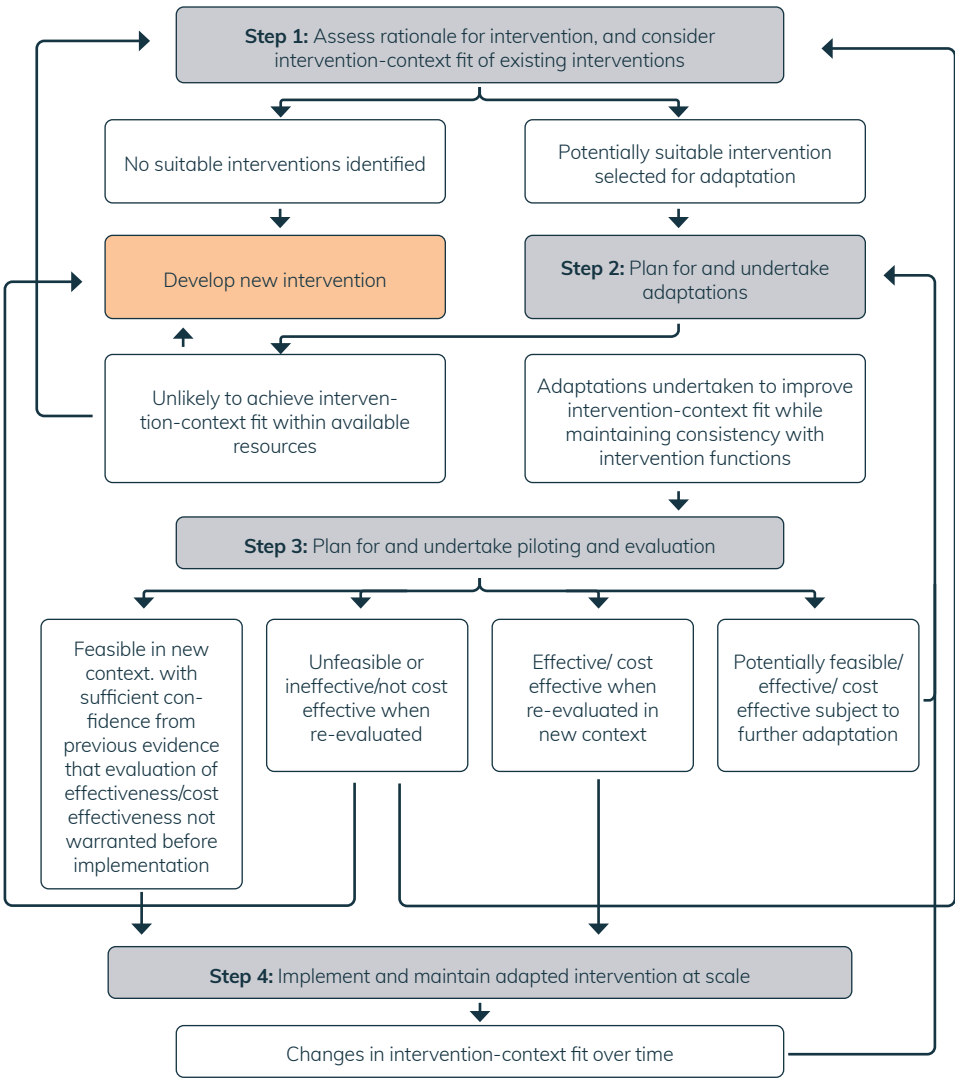 Step 1: Assess rationale for intervention, and consider
intervention-context fit of existing interventions
No suitable interventions identified
Potentially suitable intervention
selected for adaptation
Develop new intervention
Step 2: Plan for and undertake
adaptations
Unlikely to achieve interven-
tion-context fit within available
resources
Adaptations undertaken to improve
intervention-context fit while
maintaining consistency with
intervention functions
Step 3: Plan for and undertake piloting and evaluation
Feasible in new
context. with
sufficient con-
fidence from
previous evidence
that evaluation of
effectiveness/cost
effectiveness not
warranted before
implementation
Unfeasible or
ineffective/not cost
effective when
re-evaluated
Effective/ cost
effective when
re-evaluated in
new context
Potentially feasible/
effective/ cost
effective subject to
further adaptation
Step 4: Implement and maintain adapted intervention at scale
Changes in intervention-context fit over time